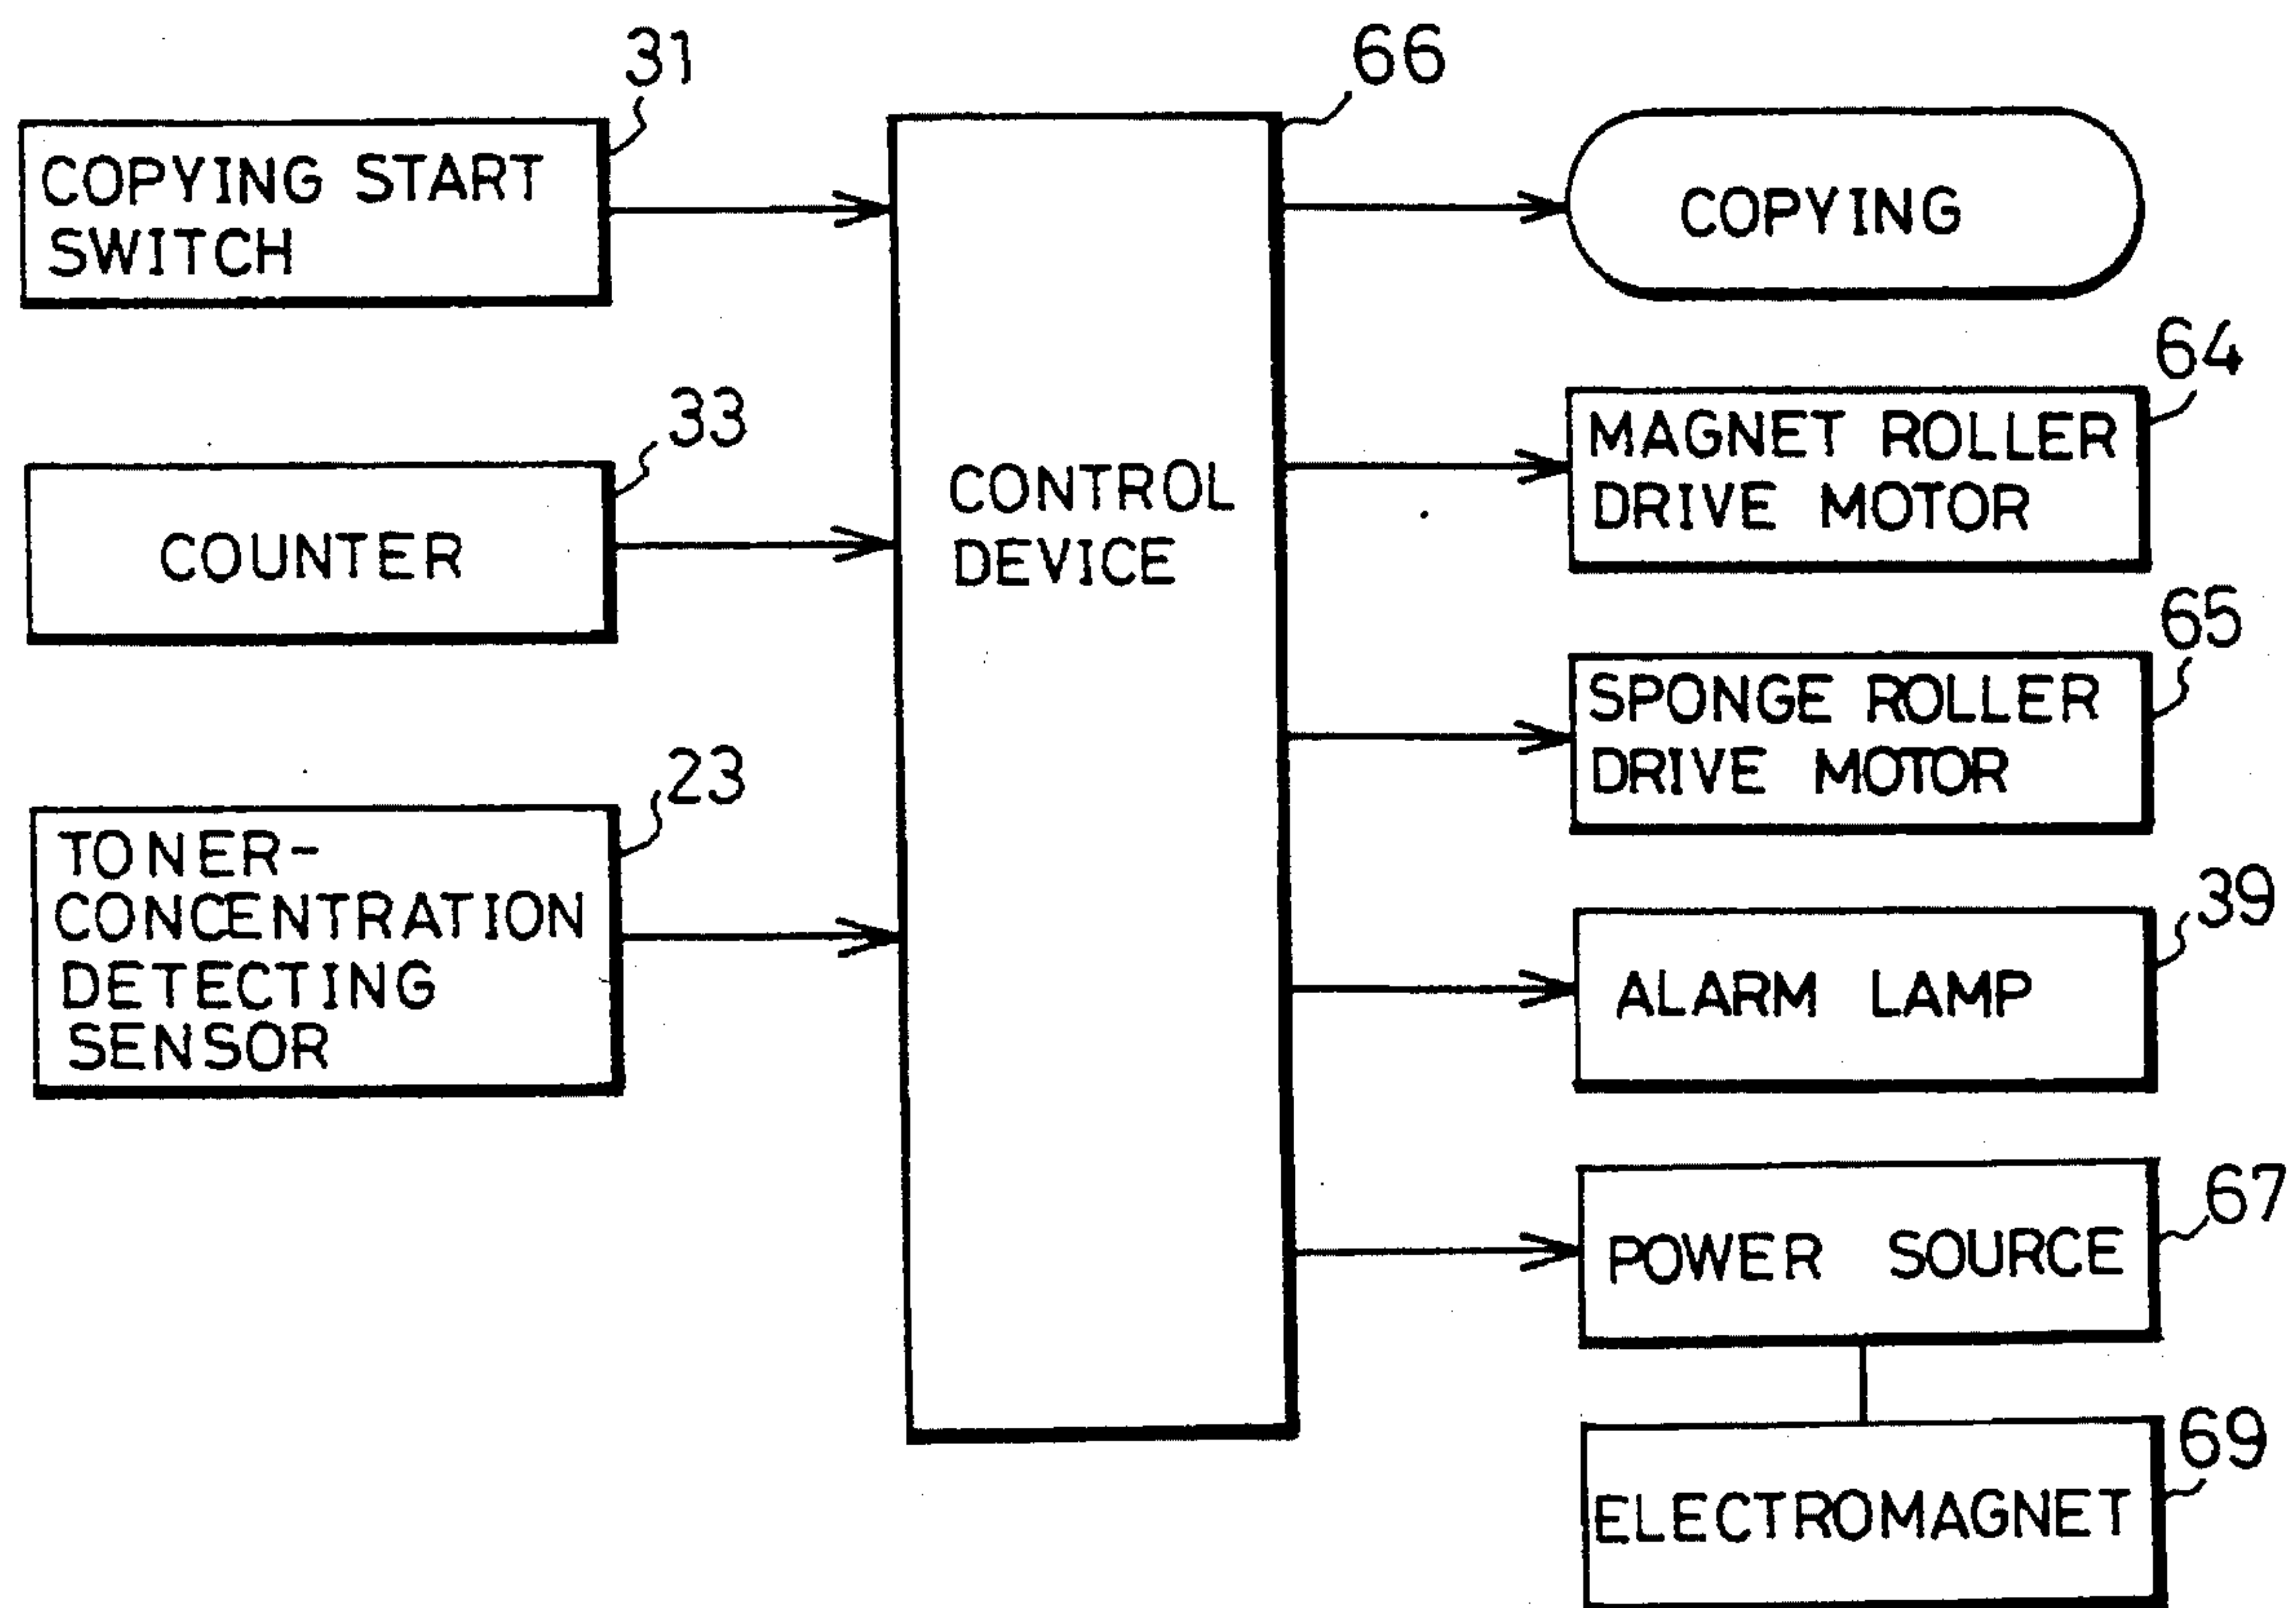 31
COPYING START
SWITCH
33
COUNTER
23
TONER-
CONCENTRATION
DETECTING
SENSOR
66
CONTROL
DEVICE
COPYING
64
MAGNET ROLLER
DRIVE MOTOR
65
SPONGE ROLLER
DRIVE MOTOR
39
ALARM LAMP
67
POWER SOURCE
69
ELECTROMAGNET